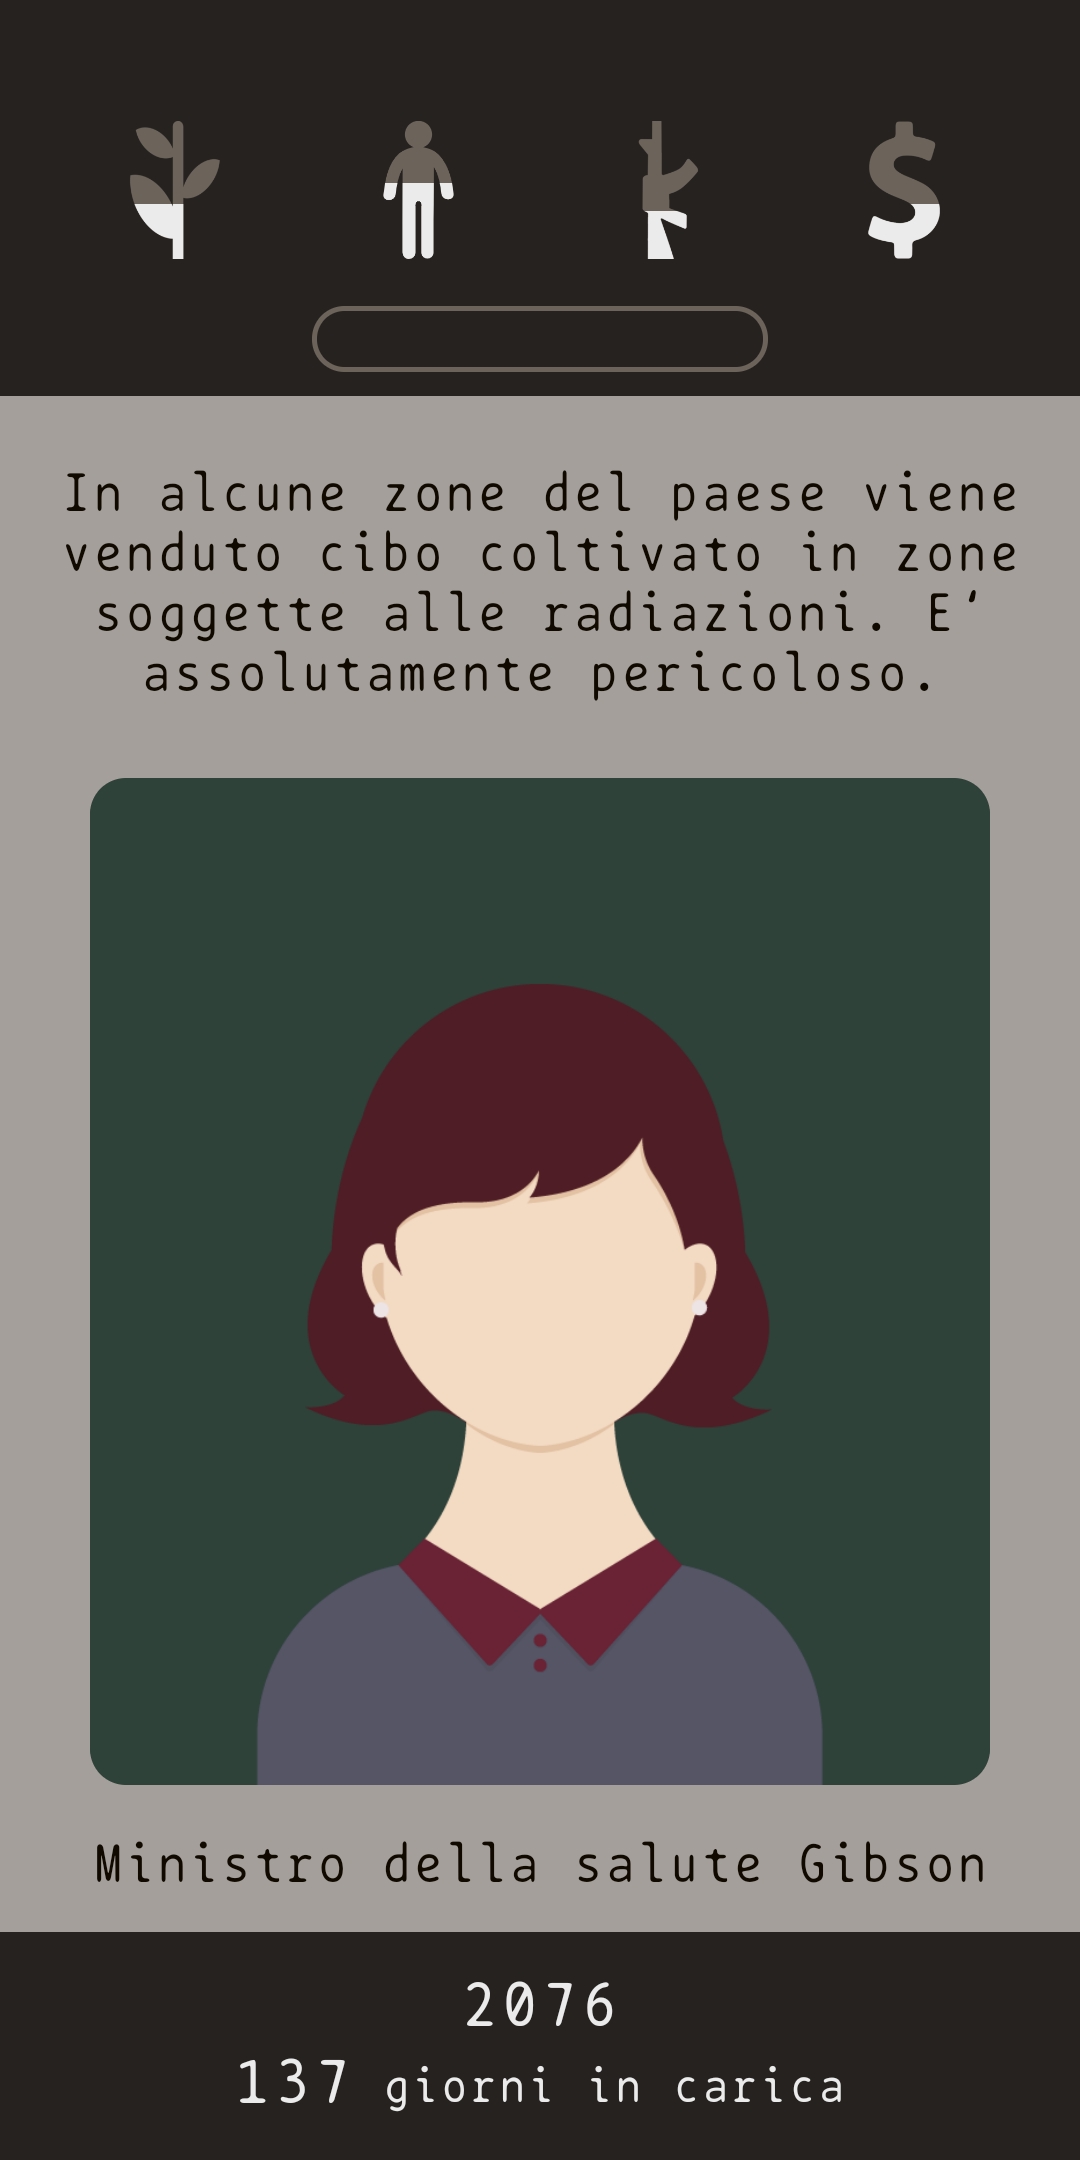 In alcune zone del paese viene
venduto cibo coltivato in zone
soggette alle radiazioni. E‘
assolutamente pericoloso.
Ministro della salute Gibson
2076
137 giorni in carica